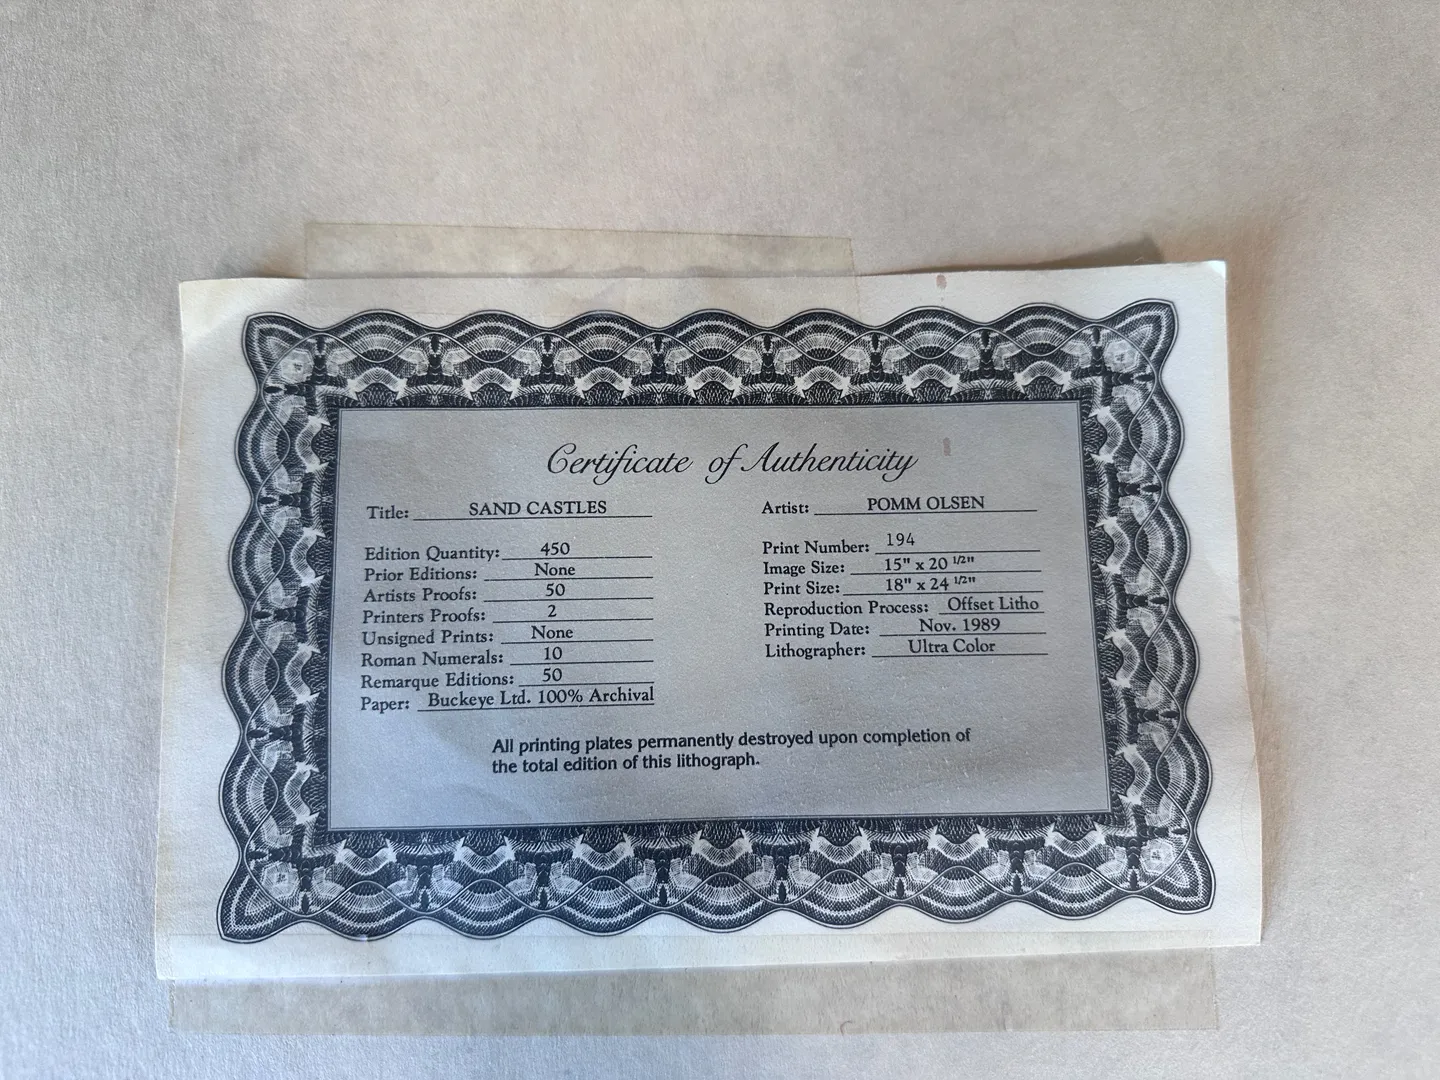 Certificate of Authenticity
Title: SAND CASTLES
Artist: POMM OLSEN
Edition Quantity: 450
Prior Editions: None
Artists Proofs: 50
Printers Proofs: 2
Unsigned Prints: None
Roman Numerals: 10
Remarque Editions: 50
Paper: Buckeye Ltd. 100% Archival
Print Number: 194
Image Size: 15" x 20 1/2"
Print Size: 18" x 24 1/2"
Reproduction Process: Offset Litho
Printing Date: Nov. 1989
Lithographer: Ultra Color
All printing plates permanently destroyed upon completion of
the total edition of this lithograph.